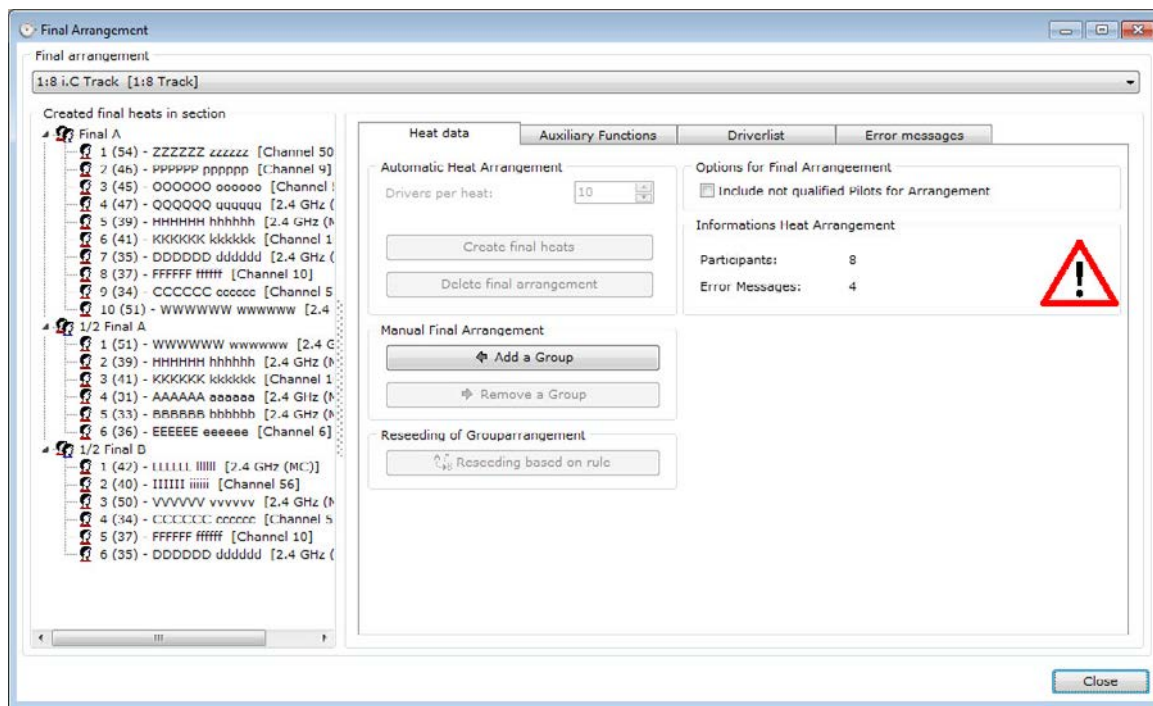 Final Arrangement
Final arrangement
1:8 i.C Track [1:8 Track]
Created final heats in section
Final A
1 (54) - ZZZZZZ zzzzzz [Channel 50
2 (46) - PPPPPP pppppp [Channel 9]
3 (45) - OOOOOO oooooo [Channel
4 (47) - QQQQQQ qqqqqq [2.4 GHz (
5 (39) - HHHHHH hhhhhh [2.4 GHz (M
6 (41) - KKKKKK kkkkkk [Channel 1
7 (35) - DDDDDD dddddd [2.4 GHz (
8 (37) - FFFFFF ffffff [Channel 10]
9 (34) - CCCCCC cccccc [Channel 5
10 (51) - WWWWWW wwwwww [2.4
1/2 Final A
1 (51) - WWWWWW wwwwww [2.4 G
2 (39) - HHHHHH hhhhhh [2.4 GHz (M
3 (41) - KKKKKK kkkkkk [Channel 1
4 (31) - AAAAAA aaaaaa [2.4 GHz (M
5 (33) - BBBBBB bbbbbb [2.4 GHz (M
6 (36) - EEEEEE eeeeee [Channel 6]
1/2 Final B
1 (42) - LLLLLL llllll [2.4 GHz (MC)]
2 (40) - IIIIII iiiiii [Channel 56]
3 (50) - VVVVVV vvvvvv [2.4 GHz (M
4 (34) - CCCCCC cccccc [Channel 5
5 (37) - FFFFFF ffffff [Channel 10]
6 (35) - DDDDDD dddddd [2.4 GHz (
Heat data
Auxiliary Functions
Driverlist
Error messages
Automatic Heat Arrangement
Drivers per heat: 10
Create final heats
Delete final arrangement
Manual Final Arrangement
Add a Group
Remove a Group
Reseeding of Grouparrangement
Reseeding based on rule
Options for Final Arrangeement
Include not qualified Pilots for Arrangement
Informations Heat Arrangement
Participants: 8
Error Messages: 4
Close